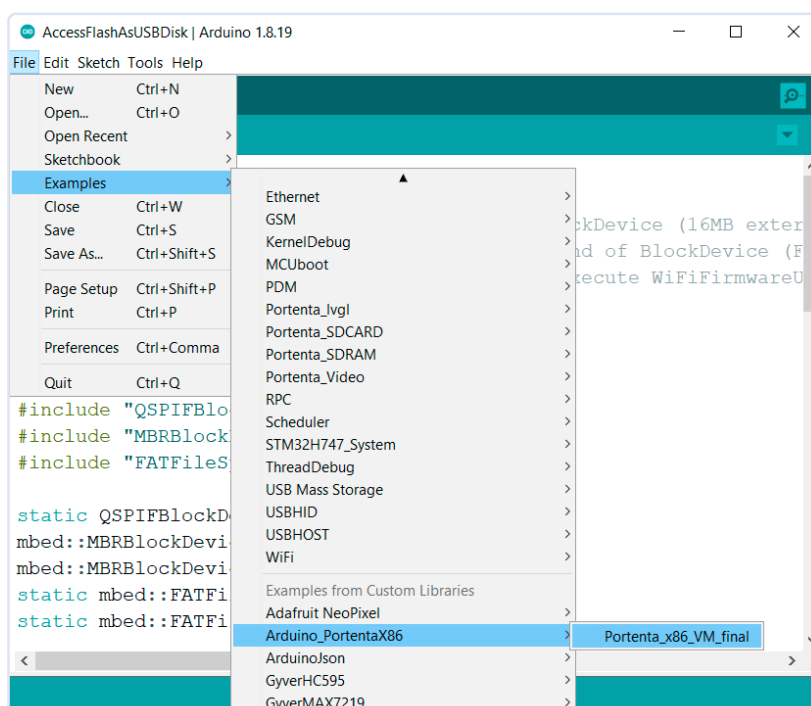 AccessFlashAsUSBDisk | Arduino 1.8.19
File Edit Sketch Tools Help
New Ctrl+N
Open... Ctrl+O
Open Recent
Sketchbook
Examples
Close Ctrl+W
Save Ctrl+S
Save As... Ctrl+Shift+S
Page Setup Ctrl+Shift+P
Print Ctrl+P
Preferences Ctrl+Comma
Quit Ctrl+Q
Ethernet
GSM
KernelDebug
MCUboot
PDM
Portenta_lvgl
Portenta_SDCARD
Portenta_SDRAM
Portenta_Video
RPC
Scheduler
STM32H747_System
ThreadDebug
USB Mass Storage
USBHID
USBHOST
WiFi
Examples from Custom Libraries
Adafruit NeoPixel
Arduino_PortentaX86
ArduinoJson
GyverHC595
GyverMAX7219
Portenta_x86_VM_final
ckDevice (16MB exter
nd of BlockDevice (F
xecute WiFiFirmwareU
#include "QSPIFBlo
#include "MBRBlock
#include "FATFileS
static QSPIFBlockD
mbed::MBRBlockDevi
mbed::MBRBlockDevi
static mbed::FATFi
static mbed::FATFi